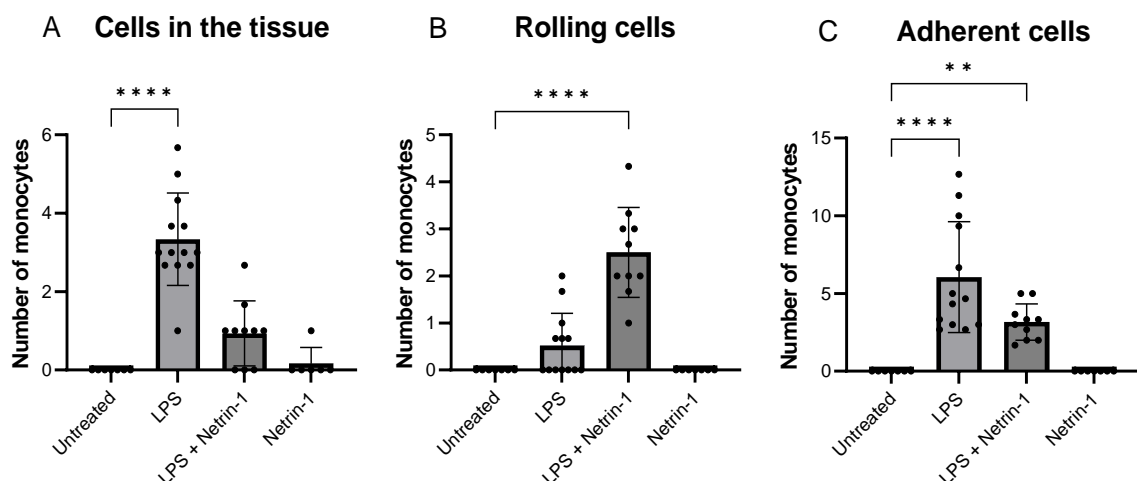 A Cells in the tissue
****
Number of monocytes
6
4
2
0
Untreated
LPS
LPS + Netrin-1
Netrin-1
B Rolling cells
****
Number of monocytes
5
4
3
2
1
0
Untreated
LPS
LPS + Netrin-1
Netrin-1
C Adherent cells
**
****
Number of monocytes
15
10
5
0
Untreated
LPS
LPS + Netrin-1
Netrin-1